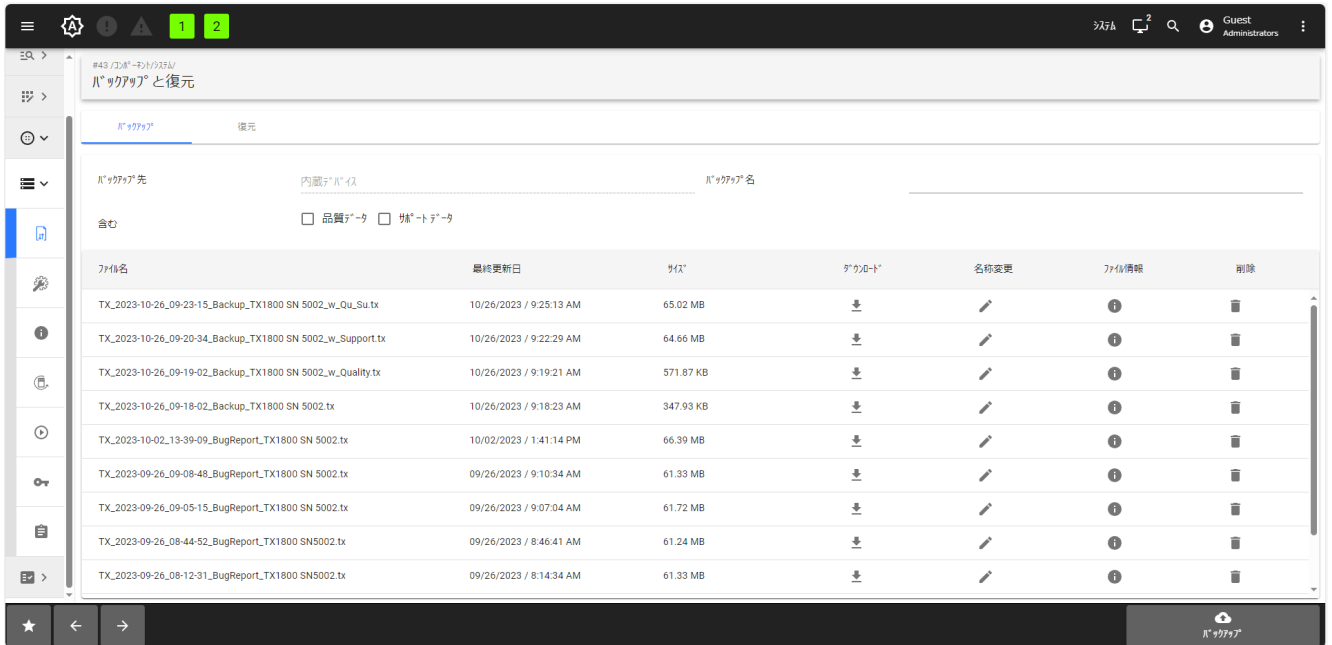 1 2 ｼｽﾃﾑ 2 Guest
Administrators
#43 /ｺﾝﾎﾟｰﾈﾝﾄ/ｼｽﾃﾑ/
ﾊﾞｯｸｱｯﾌﾟと復元
ﾊﾞｯｸｱｯﾌﾟ 復元
ﾊﾞｯｸｱｯﾌﾟ先 内蔵ﾃﾞﾊﾞｲｽ ﾊﾞｯｸｱｯﾌﾟ名
含む 品質ﾃﾞｰﾀ ｻﾎﾟｰﾄﾃﾞｰﾀ
ﾌｧｲﾙ名 最終更新日 ｻｲｽﾞ ﾀﾞｳﾝﾛｰﾄﾞ 名称変更 ﾌｧｲﾙ情報 削除
TX_2023-10-26_09-23-15_Backup_TX1800 SN 5002_w_Qu_Su.tx 10/26/2023 / 9:25:13 AM 65.02 MB
TX_2023-10-26_09-20-34_Backup_TX1800 SN 5002_w_Support.tx 10/26/2023 / 9:22:29 AM 64.66 MB
TX_2023-10-26_09-19-02_Backup_TX1800 SN 5002_w_Quality.tx 10/26/2023 / 9:19:21 AM 571.87 KB
TX_2023-10-26_09-18-02_Backup_TX1800 SN 5002.tx 10/26/2023 / 9:18:23 AM 347.93 KB
TX_2023-10-02_13-39-09_BugReport_TX1800 SN 5002.tx 10/02/2023 / 1:41:14 PM 66.39 MB
TX_2023-09-26_09-08-48_BugReport_TX1800 SN 5002.tx 09/26/2023 / 9:10:34 AM 61.33 MB
TX_2023-09-26_09-05-15_BugReport_TX1800 SN 5002.tx 09/26/2023 / 9:07:04 AM 61.72 MB
TX_2023-09-26_08-44-52_BugReport_TX1800 SN5002.tx 09/26/2023 / 8:46:41 AM 61.24 MB
TX_2023-09-26_08-12-31_BugReport_TX1800 SN5002.tx 09/26/2023 / 8:14:34 AM 61.33 MB
ﾊﾞｯｸｱｯﾌﾟ